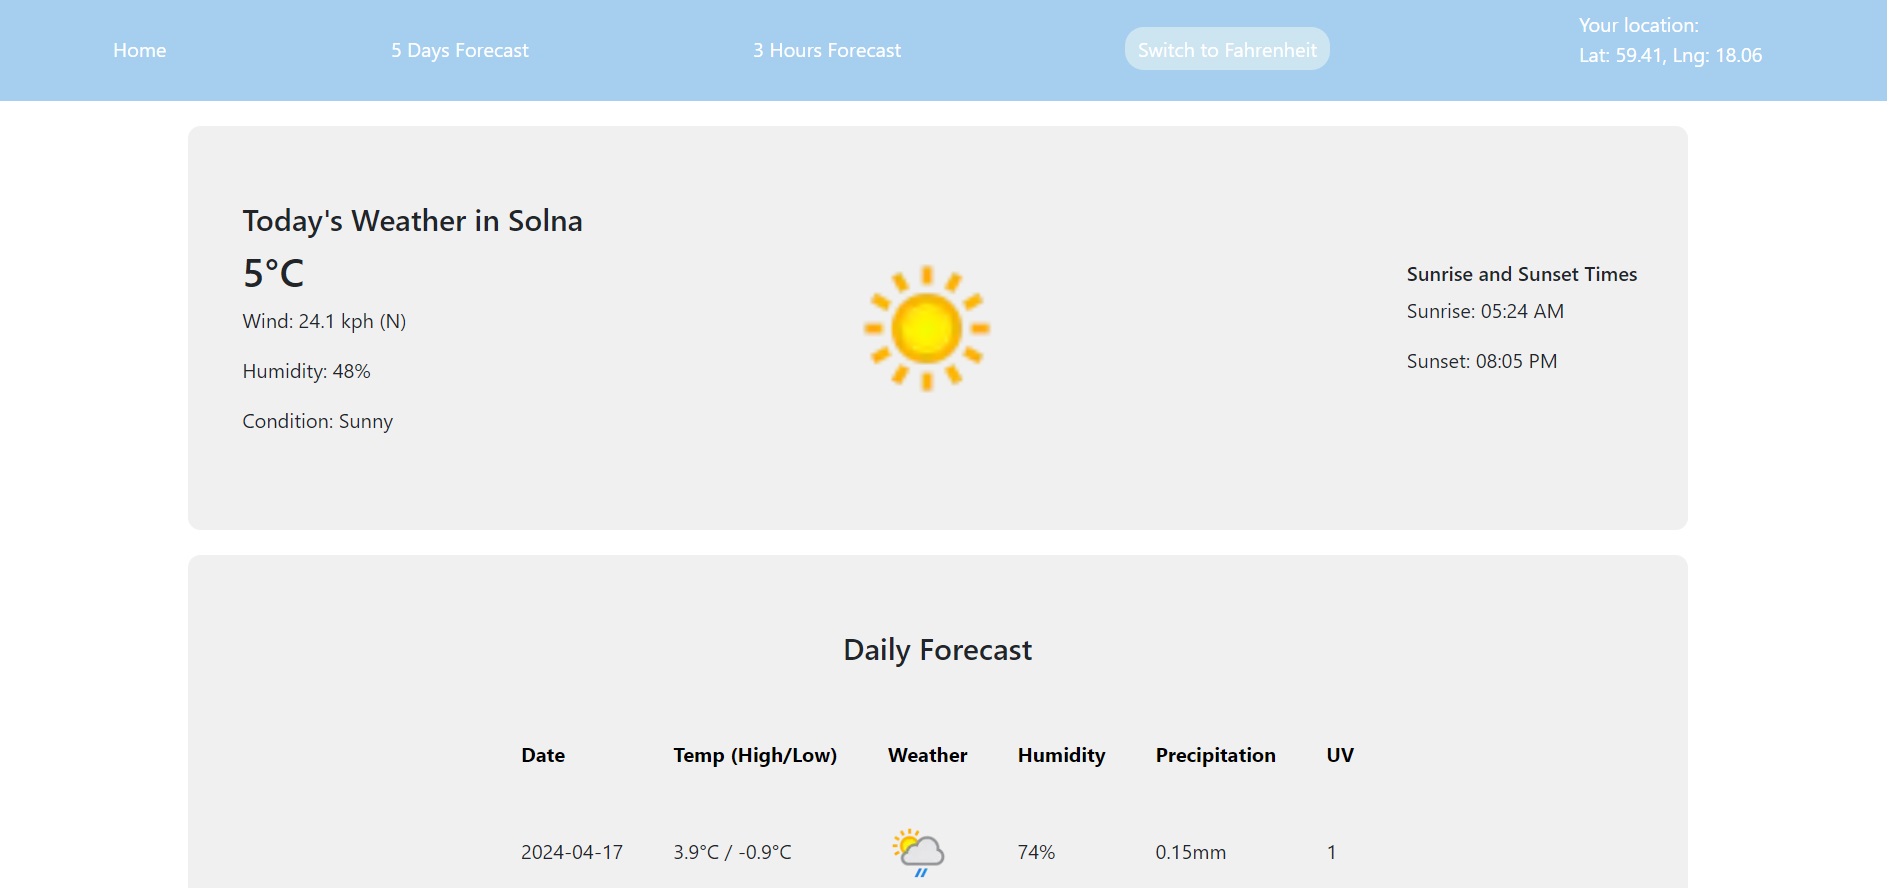 Home
5 Days Forecast
3 Hours Forecast
Switch to Fahrenheit
Your location:
Lat: 59.41, Lng: 18.06
Today's Weather in Solna
5°C
Wind: 24.1 kph (N)
Humidity: 48%
Condition: Sunny
Sunrise and Sunset Times
Sunrise: 05:24 AM
Sunset: 08:05 PM
Daily Forecast
Date Temp (High/Low) Weather Humidity Precipitation UV
2024-04-17 3.9°C / -0.9°C 74% 0.15mm 1